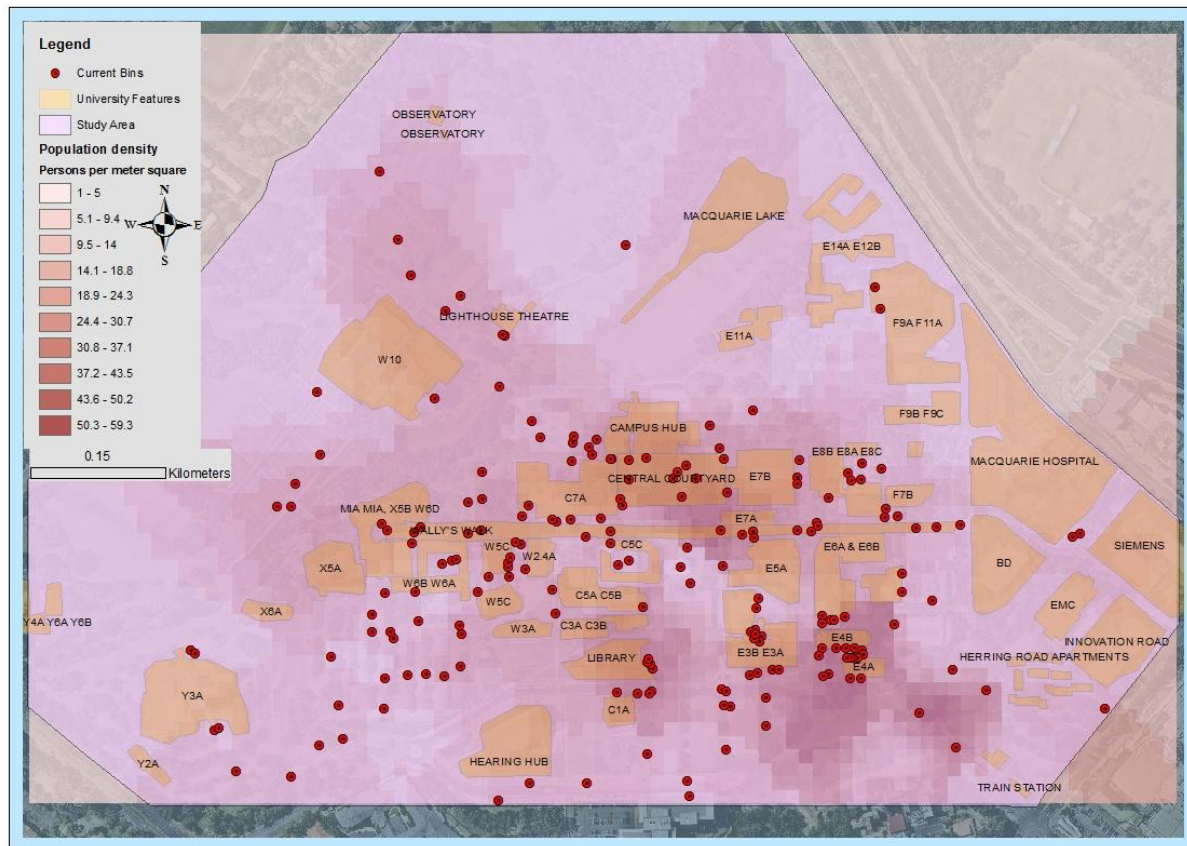 Legend
Current Bins
University Features
Study Area
Population density
Persons per meter square
1 - 5
5.1 - 9.4
9.5 - 14
14.1 - 18.8
18.9 - 24.3
24.4 - 30.7
30.8 - 37.1
37.2 - 43.5
43.6 - 50.2
50.3 - 59.3
N
W E
S
0.15
Kilometers
OBSERVATORY
OBSERVATORY
MACQUARIE LAKE
E14A E12B
LIGHTHOUSE THEATRE
F9A F11A
E11A
W10
F9B F9C
CAMPUS HUB
E8B E8A E8C
MACQUARIE HOSPITAL
CENTRAL COURTYARD
E7B
C7A
F7B
MIA MIA, X5B W6D
E7A
WALLY'S WALK
W5C
C5C
E6A & E6B
SIEMENS
W2.4A
BD
X5A
E5A
W6B W6A
C5A C5B
W5C
EMC
X6A
Y4A Y6A Y6B
W3A
C3A C3B
E4B
INNOVATION ROAD
E3B E3A
LIBRARY
HERRING ROAD APARTMENTS
E4A
Y3A
C1A
HEARING HUB
Y2A
TRAIN STATION